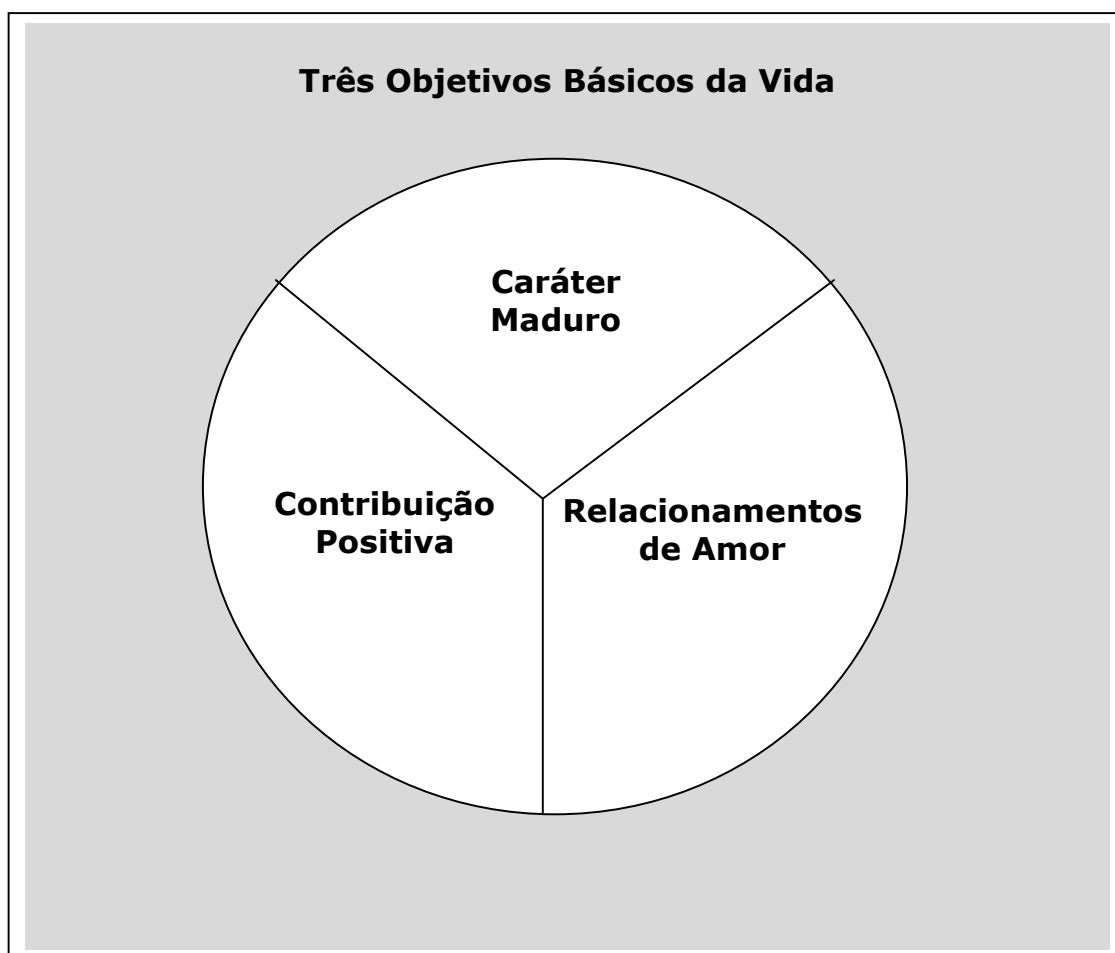 Três Objetivos Básicos da Vida
Caráter
Maduro
Contribuição
Positiva
Relacionamentos
de Amor